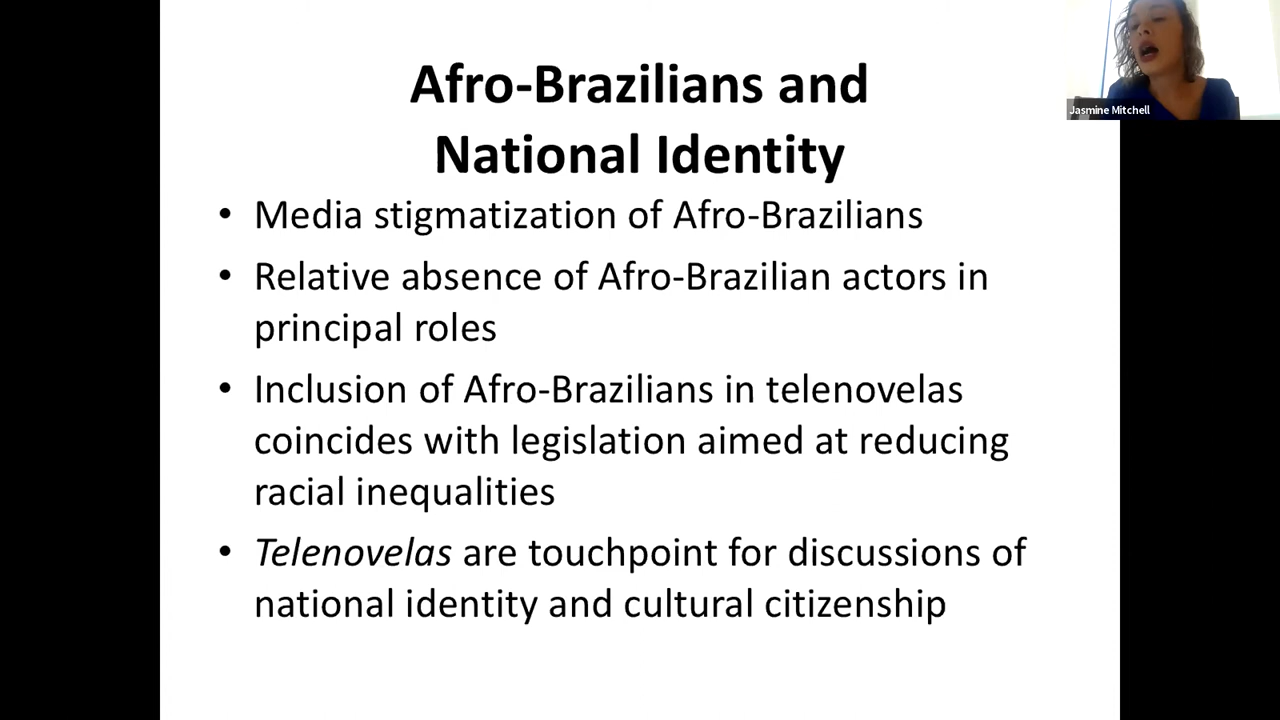 Afro-Brazilians and
National Identity
• Media stigmatization of Afro-Brazilians
• Relative absence of Afro-Brazilian actors in
principal roles
• Inclusion of Afro-Brazilians in telenovelas
coincides with legislation aimed at reducing
racial inequalities
• Telenovelas are touchpoint for discussions of
national identity and cultural citizenship
Jasmine Mitchell